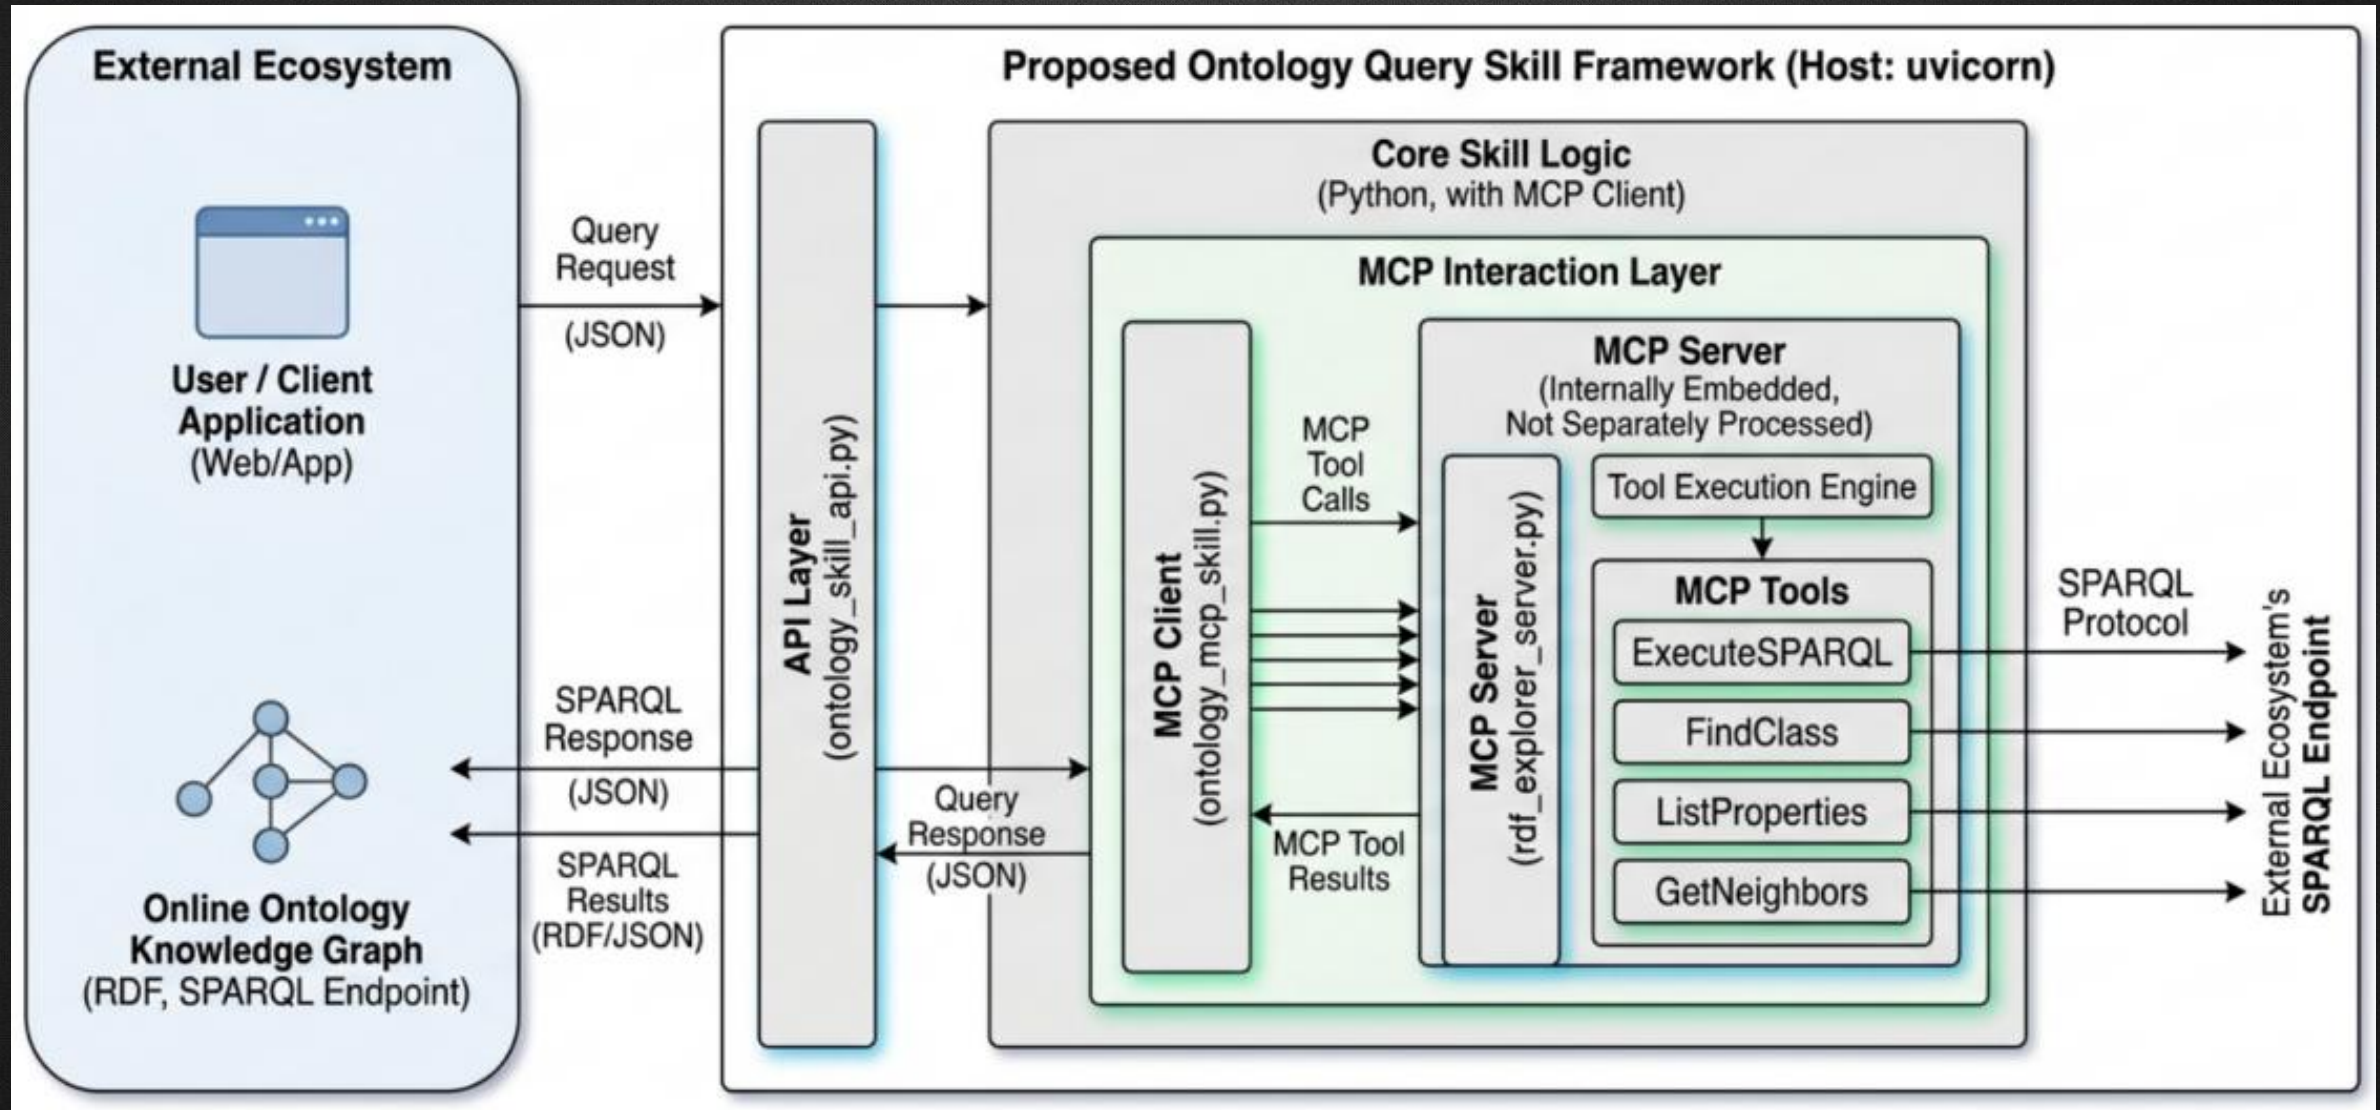 External Ecosystem
User / Client
Application
(Web/App)
Online Ontology
Knowledge Graph
(RDF, SPARQL Endpoint)
Query
Request
(JSON)
SPARQL
Response
(JSON)
SPARQL
Results
(RDF/JSON)
Proposed Ontology Query Skill Framework (Host: uvicorn)
API Layer
(ontology_skill_api.py)
Query
Response
(JSON)
Core Skill Logic
(Python, with MCP Client)
MCP Interaction Layer
MCP Client
(ontology_mcp_skill.py)
MCP
Tool
Calls
MCP Tool
Results
MCP Server
(Internally Embedded,
Not Separately Processed)
MCP Server
(rdf_explorer_server.py)
Tool Execution Engine
MCP Tools
ExecuteSPARQL
FindClass
ListProperties
GetNeighbors
SPARQL
Protocol
External Ecosystem's
SPARQL Endpoint